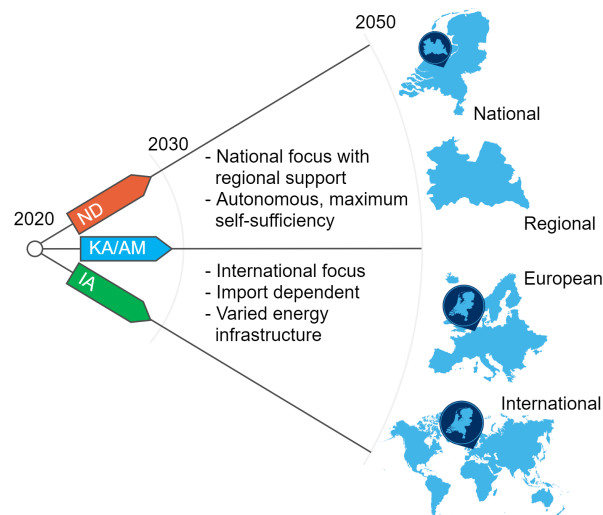 2050
2030
2020
ND
KA/AM
IA
- National focus with
regional support
- Autonomous, maximum
self-sufficiency
- International focus
- Import dependent
- Varied energy
infrastructure
National
Regional
European
International